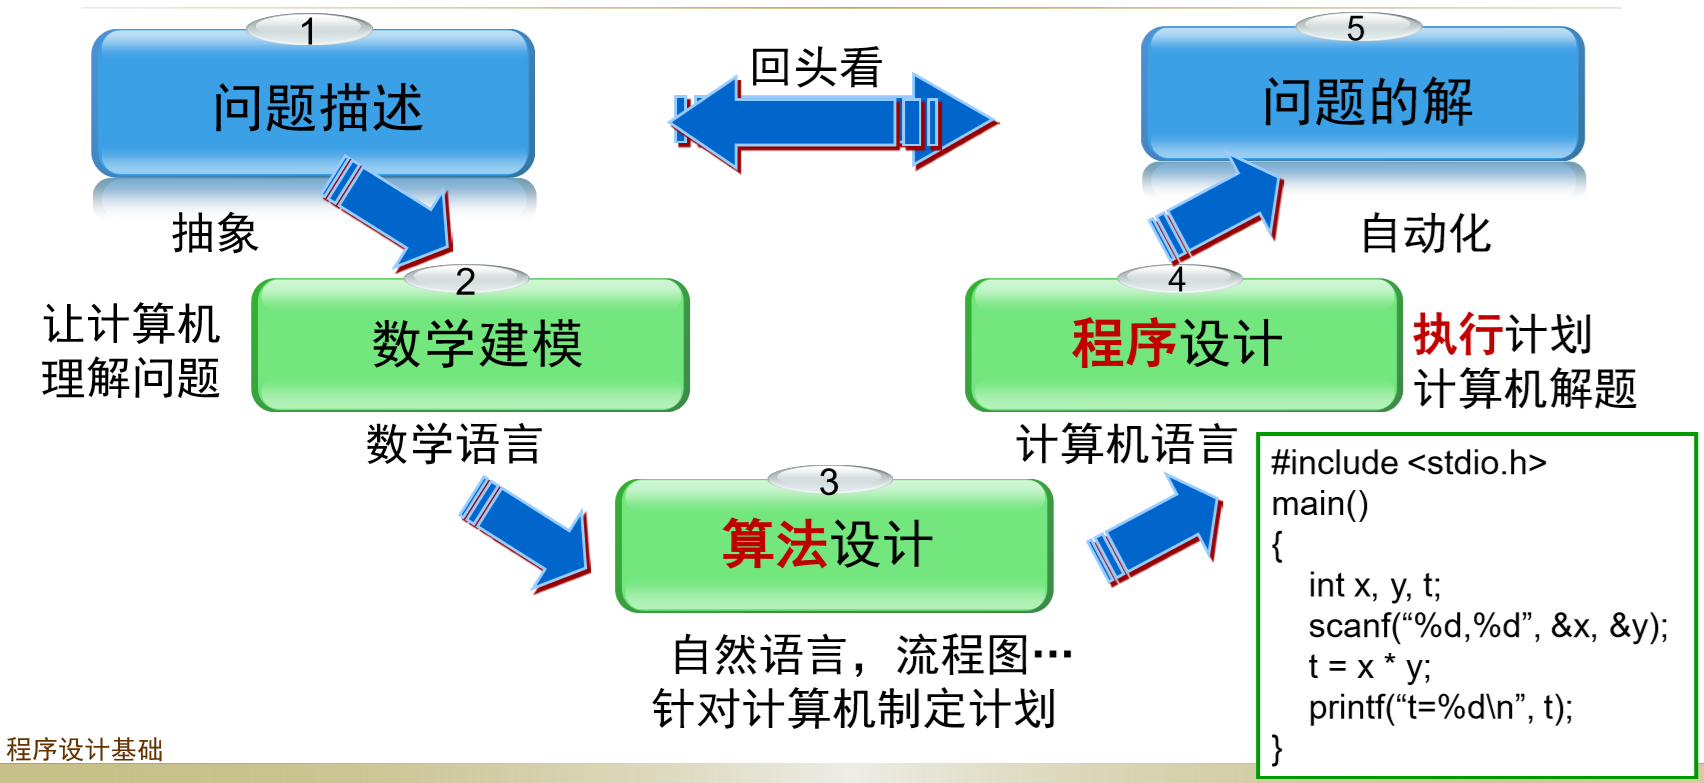 1
问题描述
回头看
5
问题的解
抽象
自动化
2
数学建模
让计算机
理解问题
数学语言
4
程序设计
执行计划
计算机解题
计算机语言
3
算法设计
自然语言，流程图…
针对计算机制定计划
#include <stdio.h>
main()
{
int x, y, t;
scanf(“%d,%d”, &x, &y);
t = x * y;
printf(“t=%d\n”, t);
}
程序设计基础